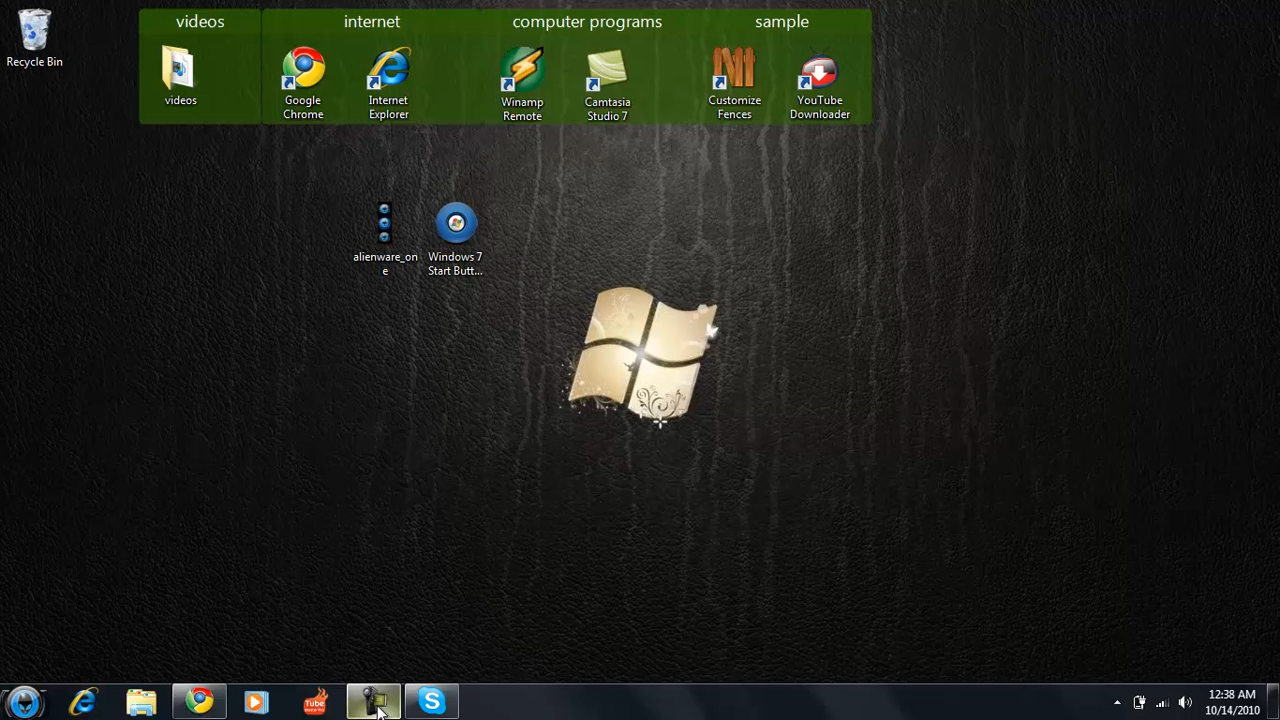 videos
internet
computer programs
sample
Recycle Bin
videos
Google
Chrome
Internet
Explorer
Winamp
Remote
Camtasia
Studio 7
Customize
Fences
YouTube
Downloader
alienware_on
e
Windows 7
Start Butt...
Tube
S
12:38 AM
10/14/2010